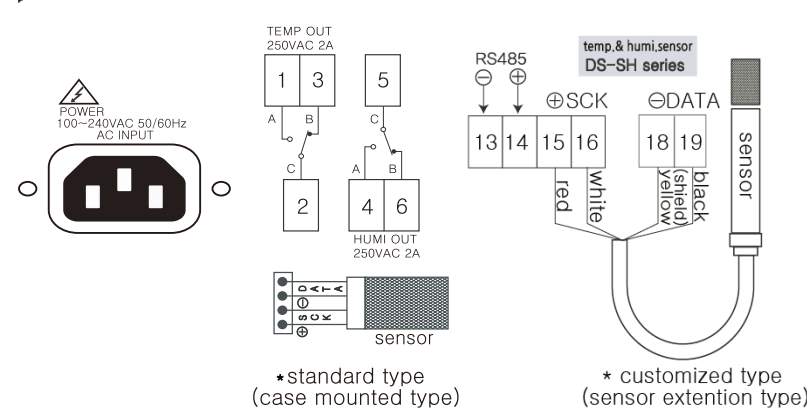 POWER
100~240VAC 50/60Hz
AC INPUT
TEMP OUT
250VAC 2A
1 3
A B
C
2
5
C
A B
4 6
HUMI OUT
250VAC 2A
DATA
⊖
SCK
⊕
sensor
*standard type
(case mounted type)
temp.& humi.sensor
DS-SH series
RS485
⊖ ⊕
⊕SCK ⊖DATA
13 14 15 16 18 19
red
white
yellow
(shield)
black
sensor
* customized type
(sensor extention type)